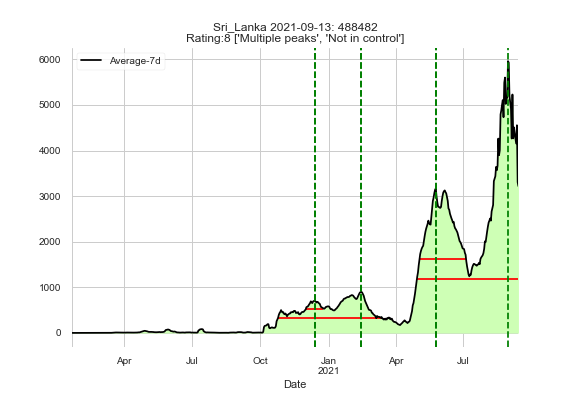 Sri_Lanka 2021-09-13: 488482
Rating:8 ['Multiple peaks', 'Not in control']
Average-7d
6000
5000
4000
3000
2000
1000
0
Apr Jul Oct Jan Apr Jul
2021
Date